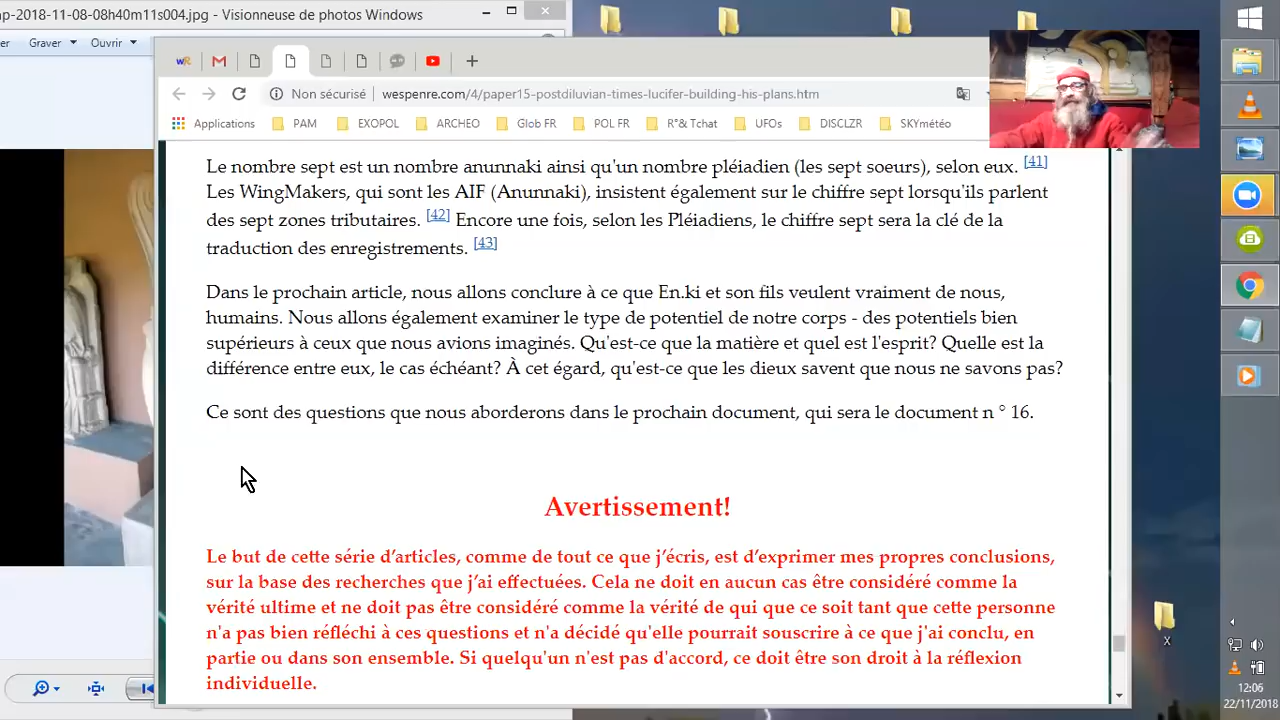 ap-2018-11-08-08h40m11s004.jpg - Visionneuse de photos Windows
Graver
Ouvrir
Non sécurisé
wespenre.com/4/paper15-postdiluvian-times-lucifer-building-his-plans.htm
Applications
PAM
EXOPOL
ARCHEO
Glob FR
POL FR
R°& Tchat
UFOs
DISCLZR
SKYmétéo
Le nombre sept est un nombre anunnaki ainsi qu'un nombre pléiadien (les sept soeurs), selon eux. [41]
Les WingMakers, qui sont les AIF (Anunnaki), insistent également sur le chiffre sept lorsqu'ils parlent
des sept zones tributaires. [42] Encore une fois, selon les Pléiadiens, le chiffre sept sera la clé de la
traduction des enregistrements. [43]
Dans le prochain article, nous allons conclure à ce que En.ki et son fils veulent vraiment de nous,
humains. Nous allons également examiner le type de potentiel de notre corps - des potentiels bien
supérieurs à ceux que nous avions imaginés. Qu'est-ce que la matière et quel est l'esprit? Quelle est la
différence entre eux, le cas échéant? À cet égard, qu'est-ce que les dieux savent que nous ne savons pas?
Ce sont des questions que nous aborderons dans le prochain document, qui sera le document n ° 16.
Avertissement!
Le but de cette série d'articles, comme de tout ce que j'écris, est d'exprimer mes propres conclusions,
sur la base des recherches que j'ai effectuées. Cela ne doit en aucun cas être considéré comme la
vérité ultime et ne doit pas être considéré comme la vérité de qui que ce soit tant que cette personne
n'a pas bien réfléchi à ces questions et n'a décidé qu'elle pourrait souscrire à ce que j'ai conclu, en
partie ou dans son ensemble. Si quelqu'un n'est pas d'accord, ce doit être son droit à la réflexion
individuelle.
X
12:06
22/11/2018